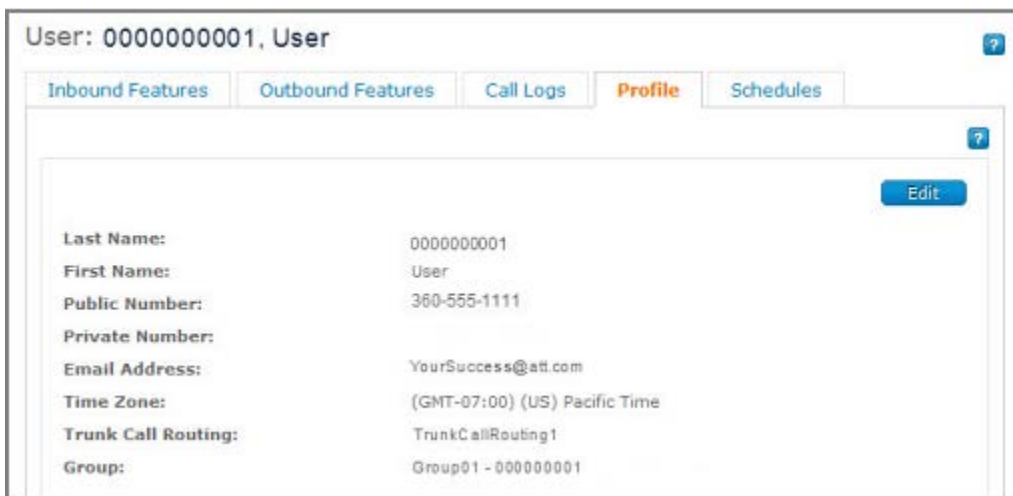 User: 0000000001, User
?
Inbound Features Outbound Features Call Logs Profile Schedules
?
Edit
Last Name: 0000000001
First Name: User
Public Number: 360-555-1111
Private Number:
Email Address: YourSuccess@att.com
Time Zone: (GMT-07:00) (US) Pacific Time
Trunk Call Routing: TrunkCallRouting1
Group: Group01 - 000000001